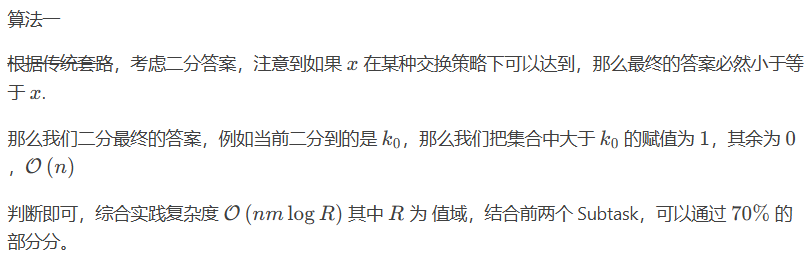 算法一
根据传统套路，考虑二分答案，注意到如果 x 在某种交换策略下可以达到，那么最终的答案必然小于等
于 x.
那么我们二分最终的答案，例如当前二分到的是 k₀，那么我们把集合中大于 k₀ 的赋值为 1，其余为 0
，O (n)
判断即可，综合实践复杂度 O (nm log R) 其中 R 为 值域，结合前两个 Subtask，可以通过 70% 的
部分分。